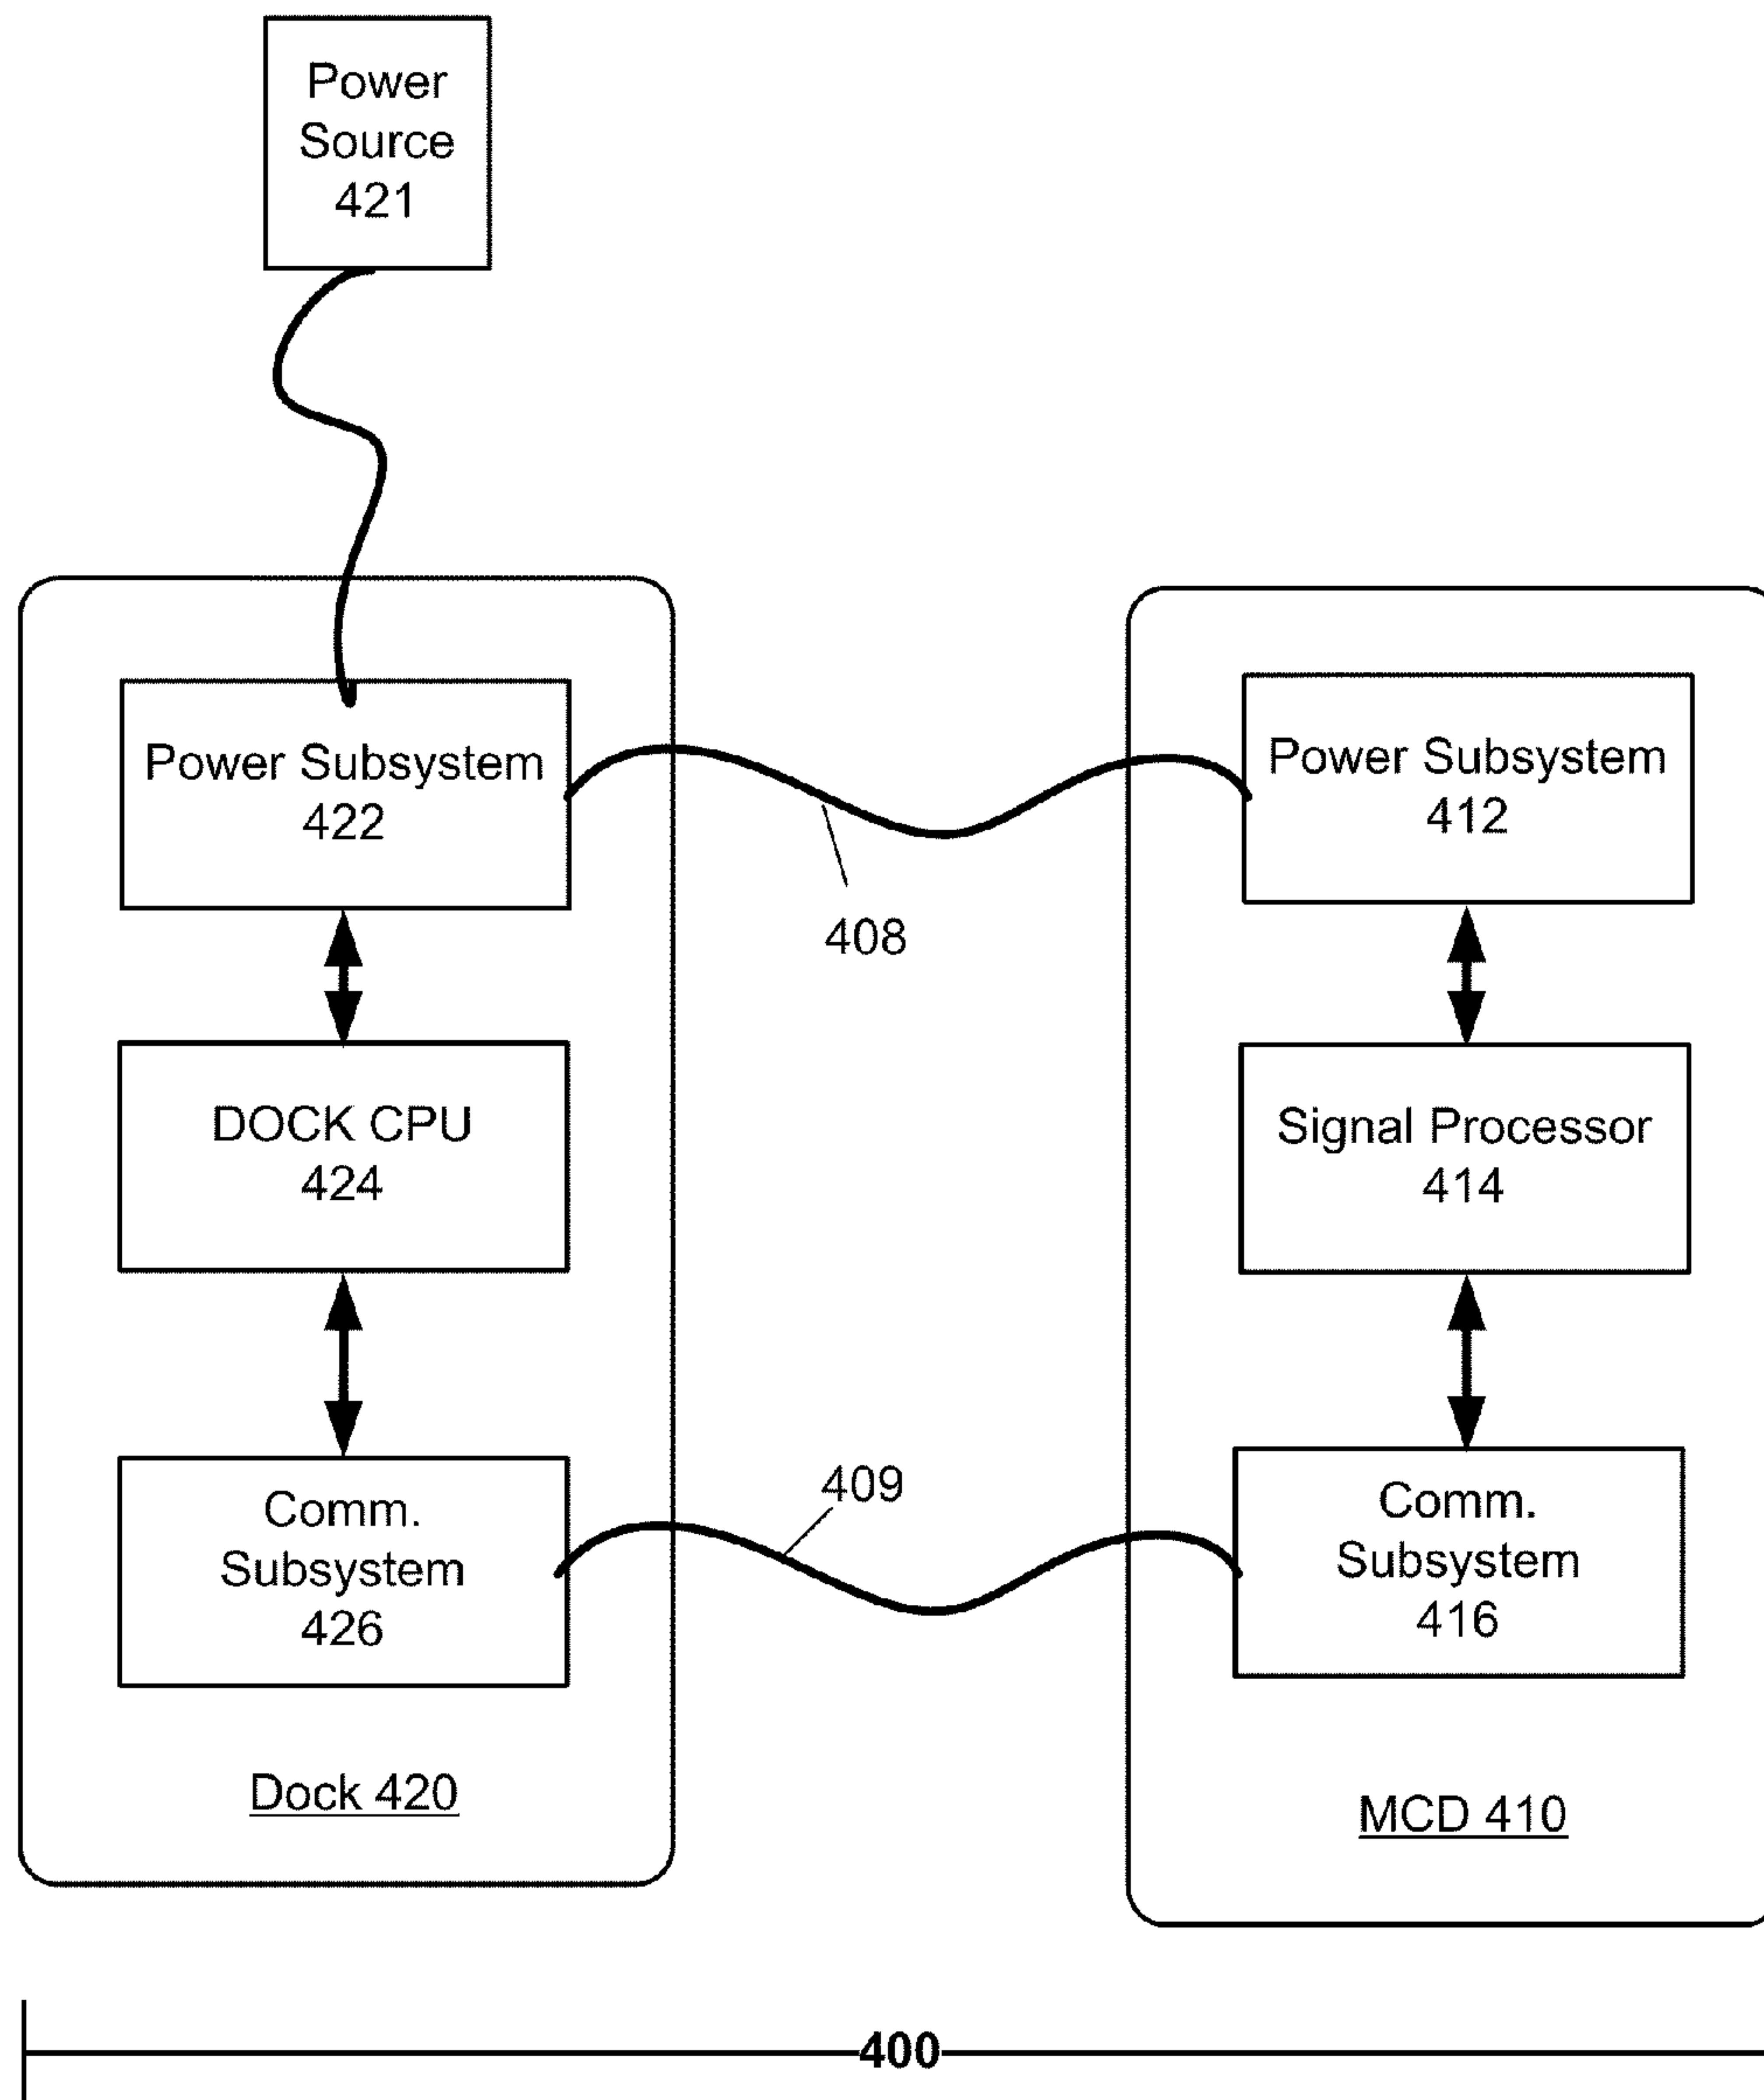 Power
Source
421
Power Subsystem
422
Power Subsystem
412
408
DOCK CPU
424
Signal Processor
414
409
Comm.
Subsystem
426
Comm.
Subsystem
416
Dock 420
MCD 410
400